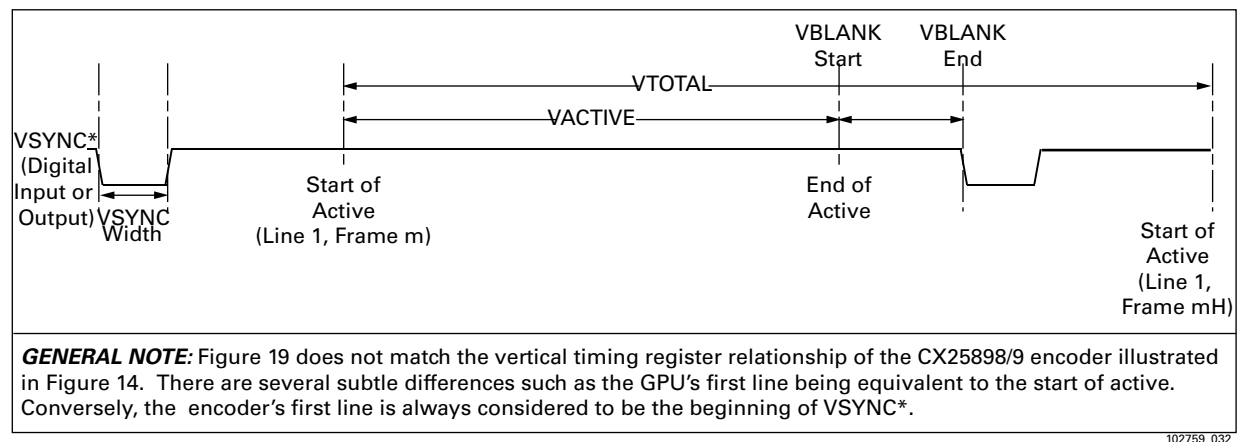 VBLANK
Start
VBLANK
End
VTOTAL
VACTIVE
VSYNC*
(Digital
Input or
Output)
VSYNC
Width
Start of
Active
(Line 1, Frame m)
End of
Active
Start of
Active
(Line 1,
Frame mH)
GENERAL NOTE: Figure 19 does not match the vertical timing register relationship of the CX25898/9 encoder illustrated
in Figure 14. There are several subtle differences such as the GPU's first line being equivalent to the start of active.
Conversely, the encoder's first line is always considered to be the beginning of VSYNC*.
102759_032